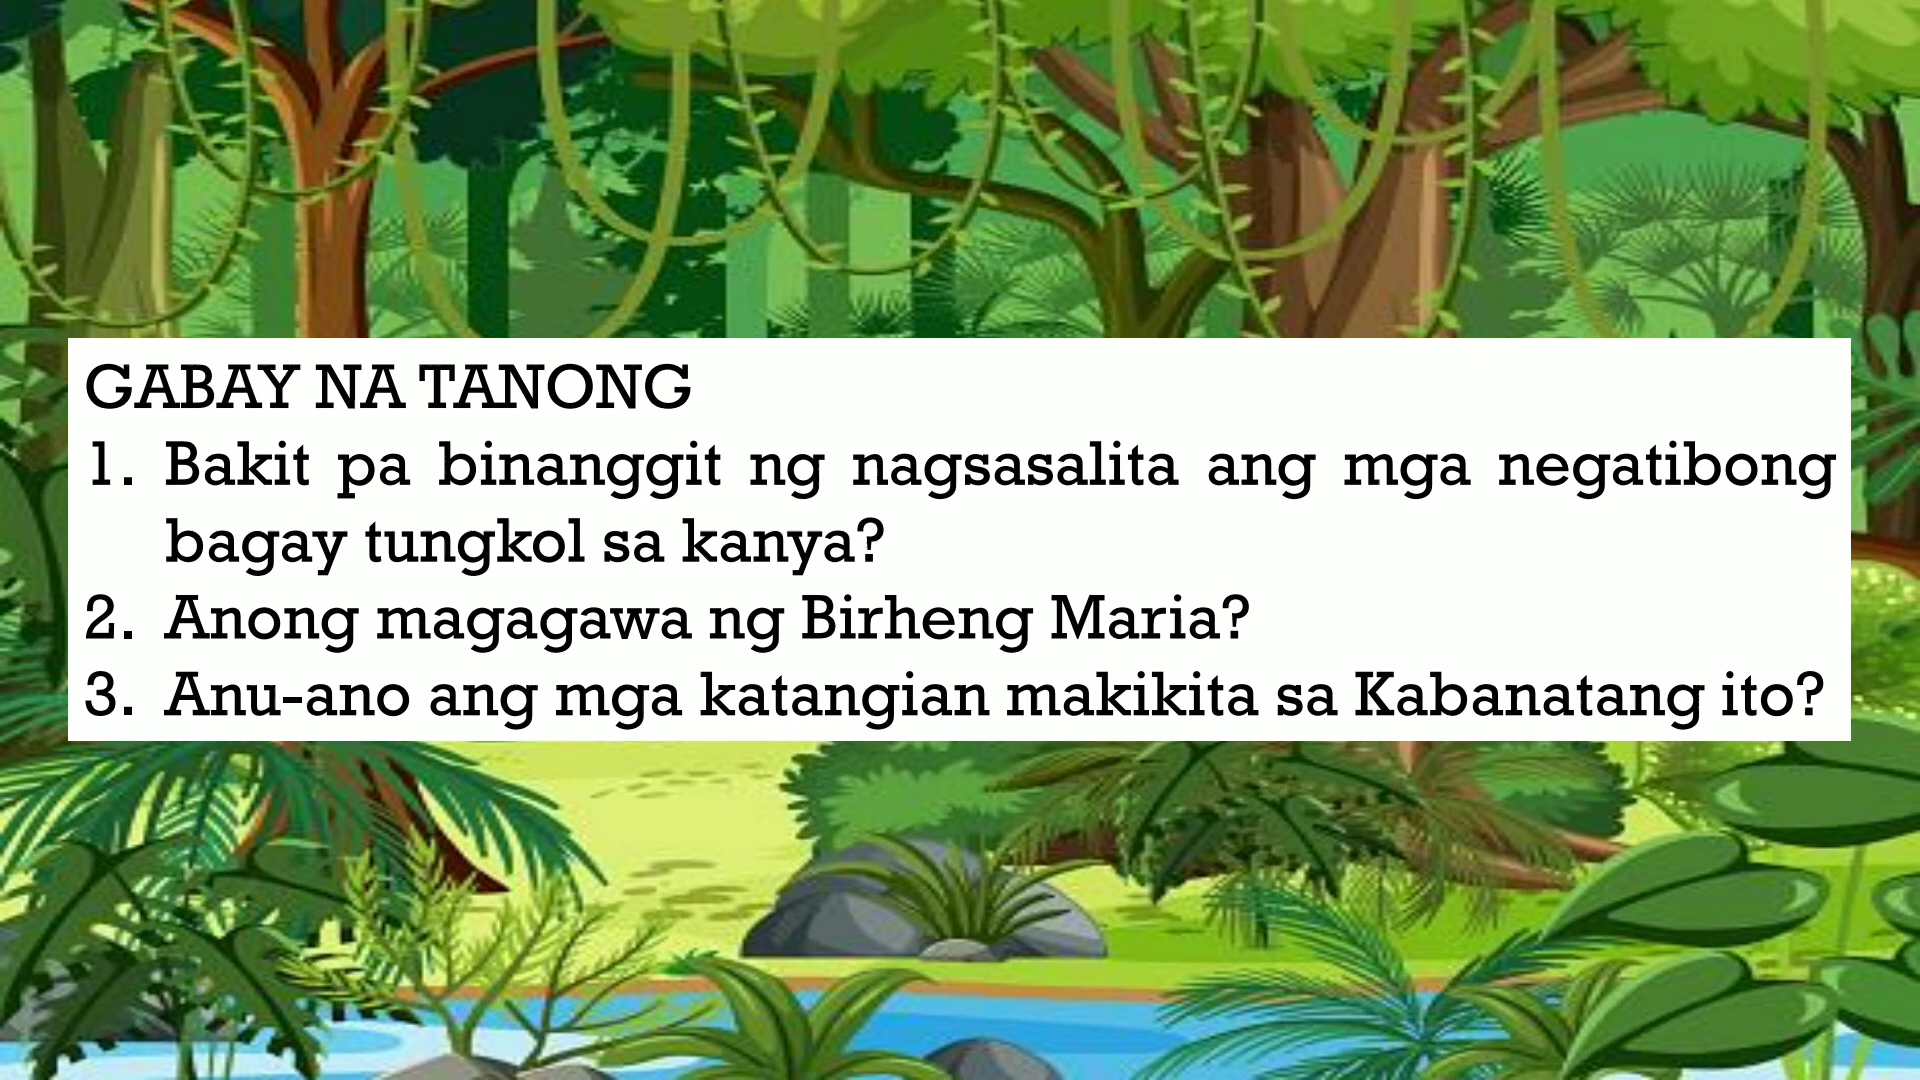 GABAY NA TANONG
1. Bakit pa binanggit ng nagsasalita ang mga negatibong
bagay tungkol sa kanya?
2. Anong magagawa ng Birheng Maria?
3. Anu-ano ang mga katangian makikita sa Kabanatang ito?